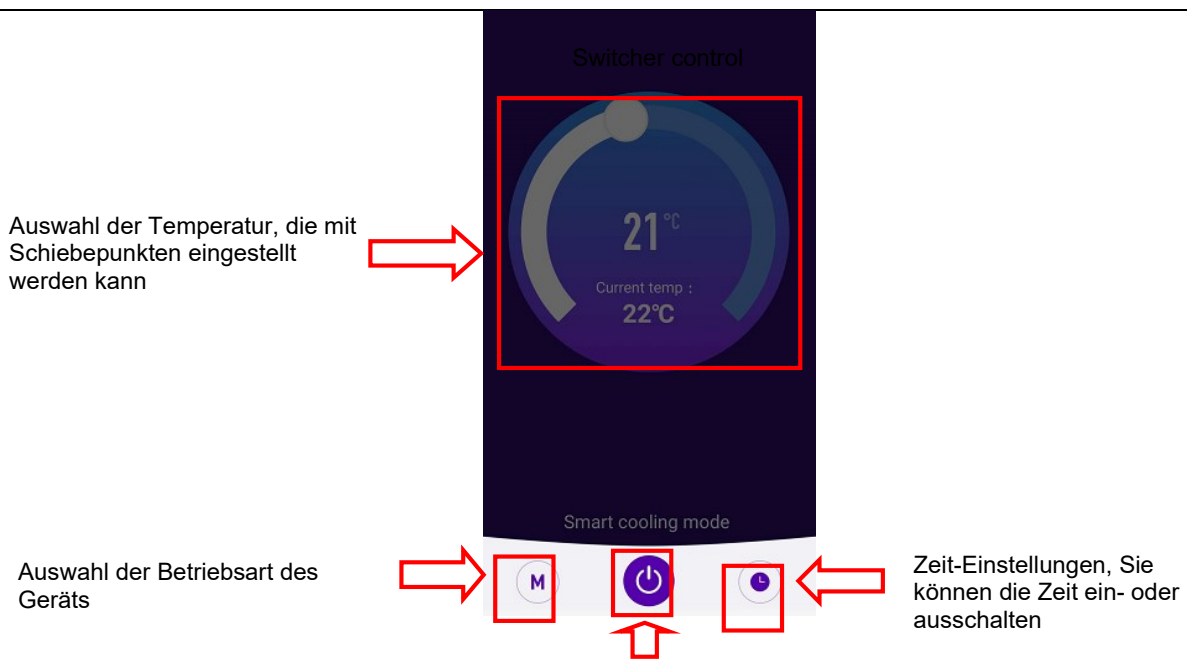 Switcher control
Auswahl der Temperatur, die mit
Schiebepunkten eingestellt
werden kann
21°C
Current temp :
22°C
Smart cooling mode
Auswahl der Betriebsart des
Geräts
M
Zeit-Einstellungen, Sie
können die Zeit ein- oder
ausschalten